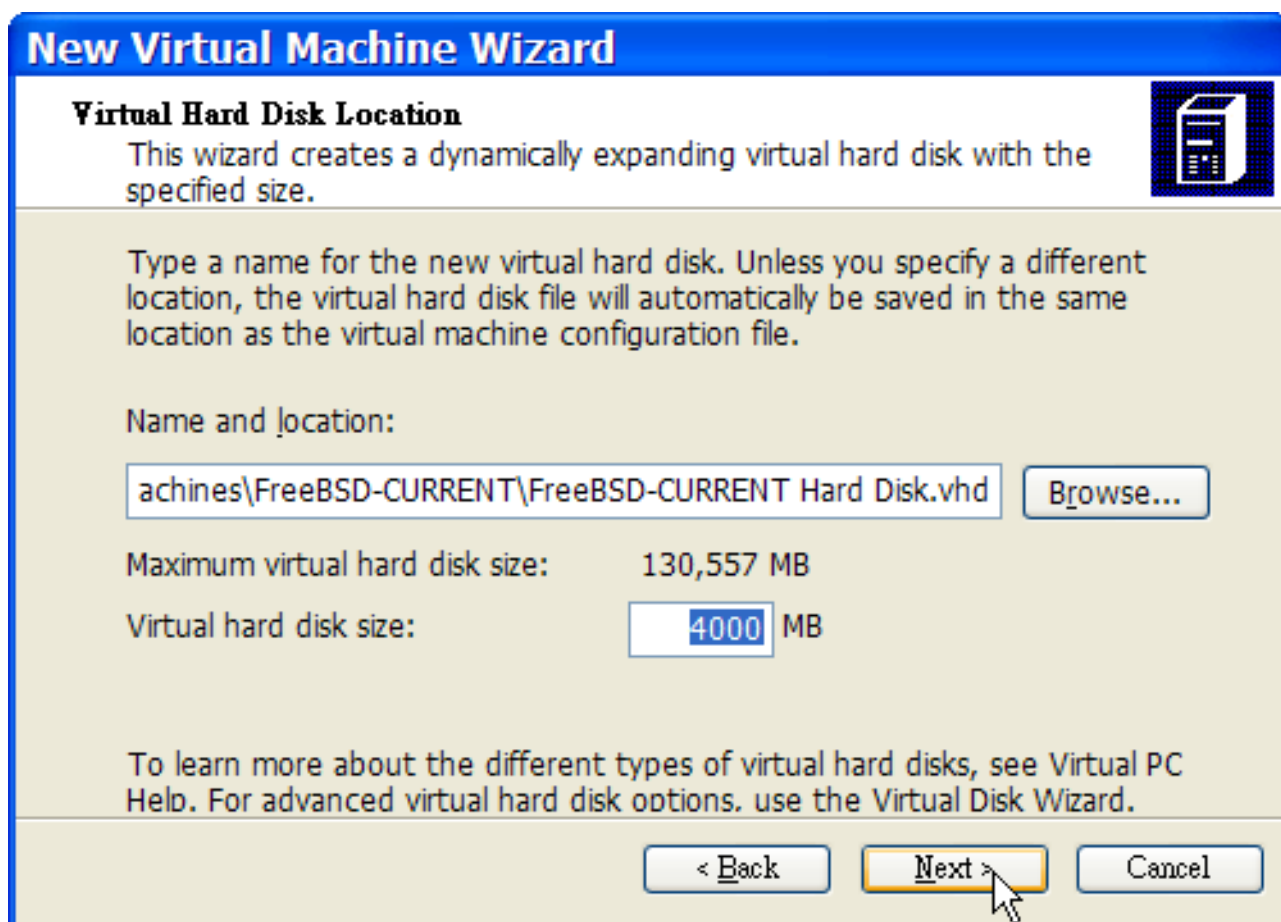 New Virtual Machine Wizard
Virtual Hard Disk Location
This wizard creates a dynamically expanding virtual hard disk with the
specified size.
Type a name for the new virtual hard disk. Unless you specify a different
location, the virtual hard disk file will automatically be saved in the same
location as the virtual machine configuration file.
Name and location:
achines\FreeBSD-CURRENT\FreeBSD-CURRENT Hard Disk.vhd Browse...
Maximum virtual hard disk size: 130,557 MB
Virtual hard disk size: 4000 MB
To learn more about the different types of virtual hard disks, see Virtual PC
Help. For advanced virtual hard disk options, use the Virtual Disk Wizard.
< Back Next > Cancel